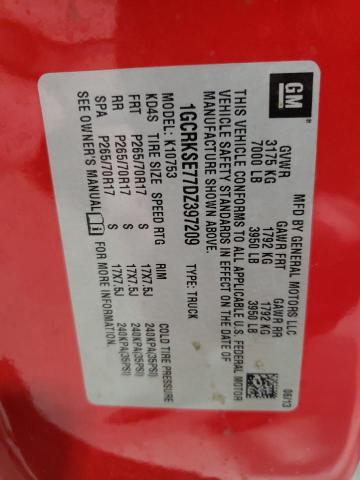 GM
MFD BY GENERAL MOTORS LLC
GVWR GAWR FRT GAWR RR
3175 KG 1792 KG 1792 KG
7000 LB 3950 LB 3950 LB
THIS VEHICLE CONFORMS TO ALL APPLICABLE U.S. FEDERAL MOTOR
VEHICLE SAFETY STANDARDS IN EFFECT ON THE DATE OF
MANUFACTURE SHOWN ABOVE.
06/13
1GCRKSE77DZ397209 TYPE: TRUCK
MODEL: K10753
KD4S TIRE SIZE SPEED RTG RIM COLD TIRE PRESSURE
FRT P265/70R17 S 17X7.5J 240KPA(35PSI)
RR P265/70R17 S 17X7.5J 240KPA(35PSI)
SPA P265/70R17 S 17X7.5J 240KPA(35PSI)
SEE OWNER'S MANUAL i FOR MORE INFORMATION.